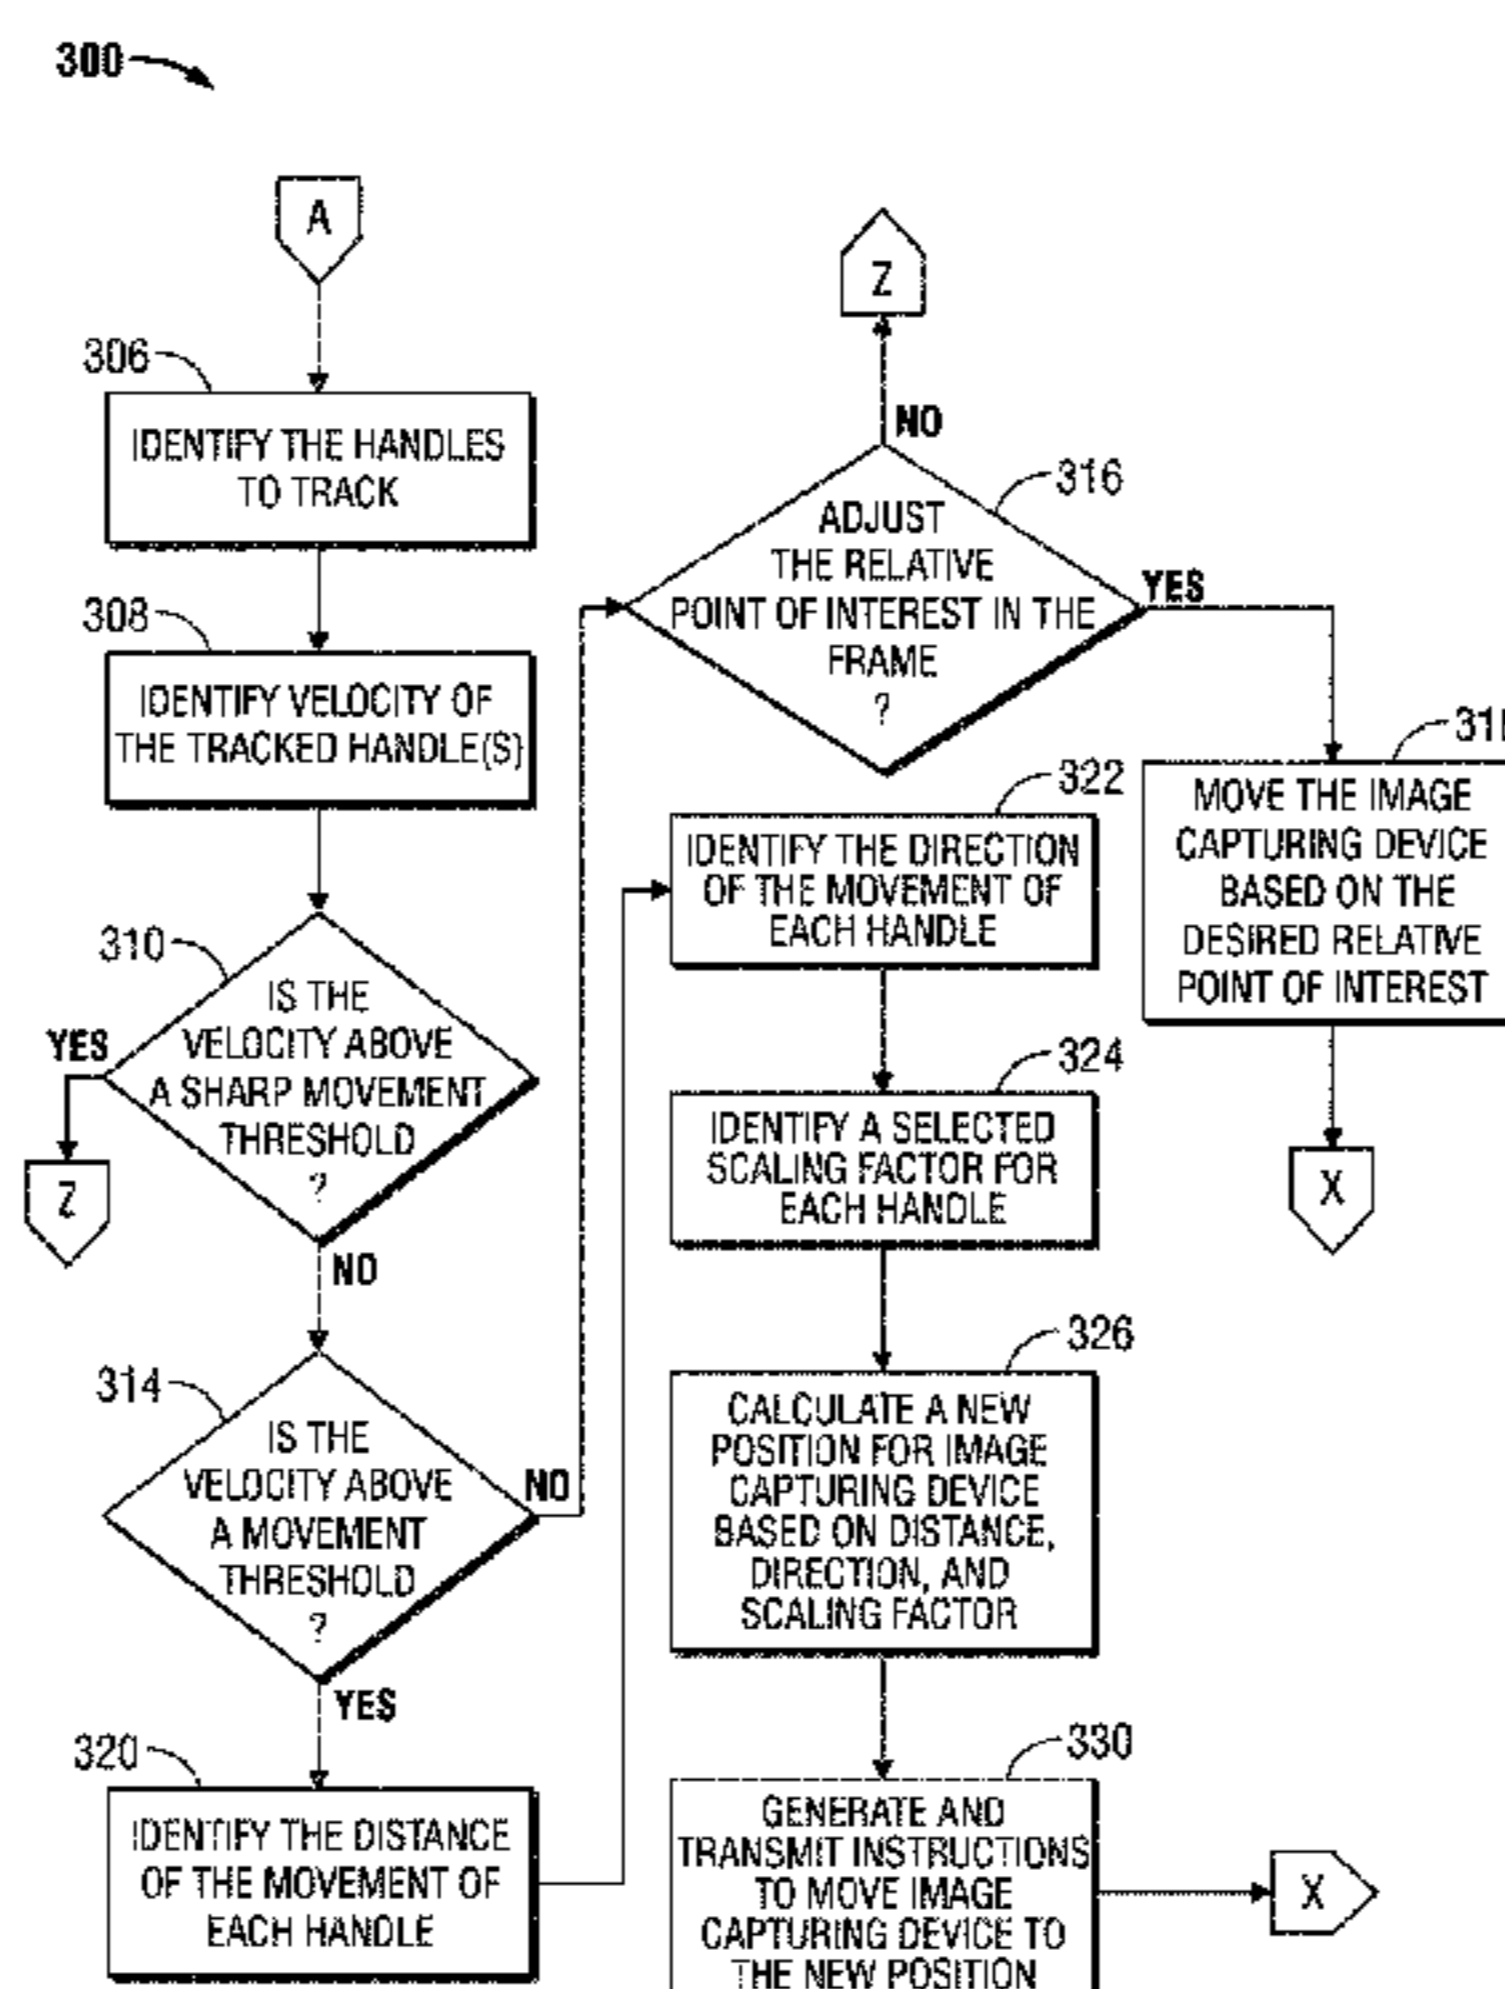 300
A
306
IDENTIFY THE HANDLES
TO TRACK
308
IDENTIFY VELOCITY OF
THE TRACKED HANDLE(S)
310
IS THE
VELOCITY ABOVE
A SHARP MOVEMENT
THRESHOLD
?
YES
Z
NO
314
IS THE
VELOCITY ABOVE
A MOVEMENT
THRESHOLD
?
NO
YES
320
IDENTIFY THE DISTANCE
OF THE MOVEMENT OF
EACH HANDLE
Z
NO
316
ADJUST
THE RELATIVE
POINT OF INTEREST IN THE
FRAME
?
YES
322
IDENTIFY THE DIRECTION
OF THE MOVEMENT OF
EACH HANDLE
324
IDENTIFY A SELECTED
SCALING FACTOR FOR
EACH HANDLE
326
CALCULATE A NEW
POSITION FOR IMAGE
CAPTURING DEVICE
BASED ON DISTANCE,
DIRECTION, AND
SCALING FACTOR
330
GENERATE AND
TRANSMIT INSTRUCTIONS
TO MOVE IMAGE
CAPTURING DEVICE TO
THE NEW POSITION
X
MOVE THE IMAGE
CAPTURING DEVICE
BASED ON THE
DESIRED RELATIVE
POINT OF INTEREST
X